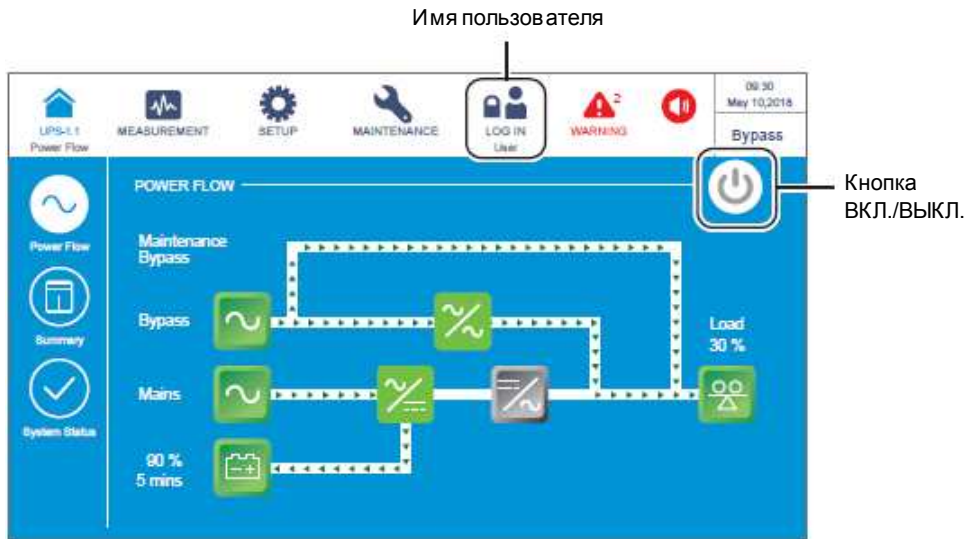 Имя пользователя
UPS-1.1
Power Flow
MEASUREMENT
SETUP
MAINTENANCE
LOG IN
User
2
WARNING
09:30
May 10,2018
Bypass
Кнопка
ВКЛ./ВЫКЛ.
POWER FLOW
Power Flow
Summary
System Status
Maintenance
Bypass
Bypass
Mains
90 %
5 mins
Load
30 %